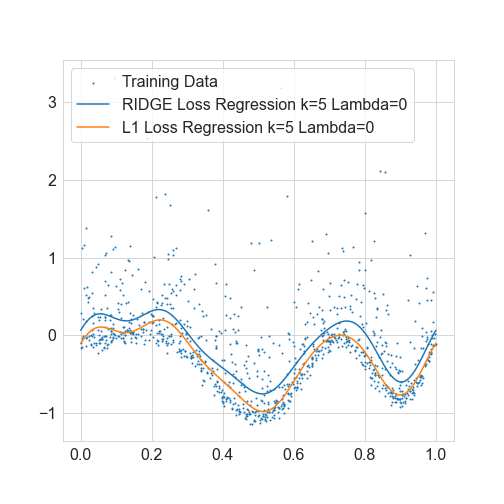 Training Data
RIDGE Loss Regression k=5 Lambda=0
L1 Loss Regression k=5 Lambda=0
3
2
1
0
−1
0.0 0.2 0.4 0.6 0.8 1.0